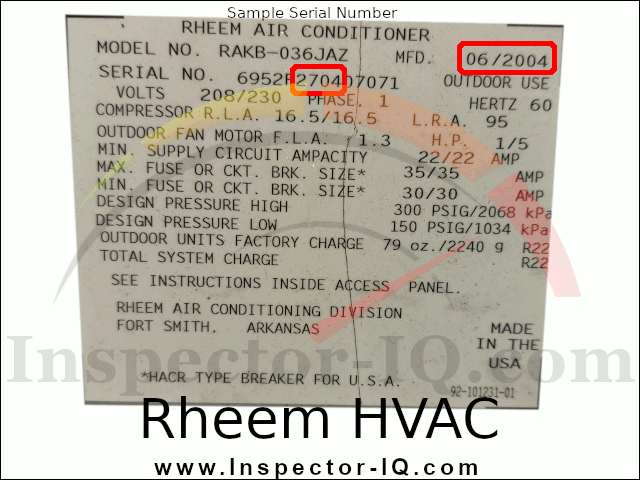 Sample Serial Number
RHEEM AIR CONDITIONER
MODEL NO. RAKB-036JAZ MFD. 06/2004
SERIAL NO. 6952F270407071 OUTDOOR USE
VOLTS 208/230 PHASE 1 HERTZ 60
COMPRESSOR R.L.A. 16.5/16.5 L.R.A. 95
OUTDOOR FAN MOTOR F.L.A. 1.3 H.P. 1/5
MIN. SUPPLY CIRCUIT AMPACITY 22/22 AMP
MAX. FUSE OR CKT. BRK. SIZE* 35/35 AMP
MIN. FUSE OR CKT. BRK. SIZE* 30/30 AMP
DESIGN PRESSURE HIGH 300 PSIG/2068 kPa
DESIGN PRESSURE LOW 150 PSIG/1034 kPa
OUTDOOR UNITS FACTORY CHARGE 79 oz./2240 g R22
TOTAL SYSTEM CHARGE R22
SEE INSTRUCTIONS INSIDE ACCESS PANEL.
RHEEM AIR CONDITIONING DIVISION
FORT SMITH, ARKANSAS
MADE
IN THE
USA
Inspector-IQ.com
*HACR TYPE BREAKER FOR U.S.A.
92-101231-01
Rheem HVAC
www.Inspector-IQ.com